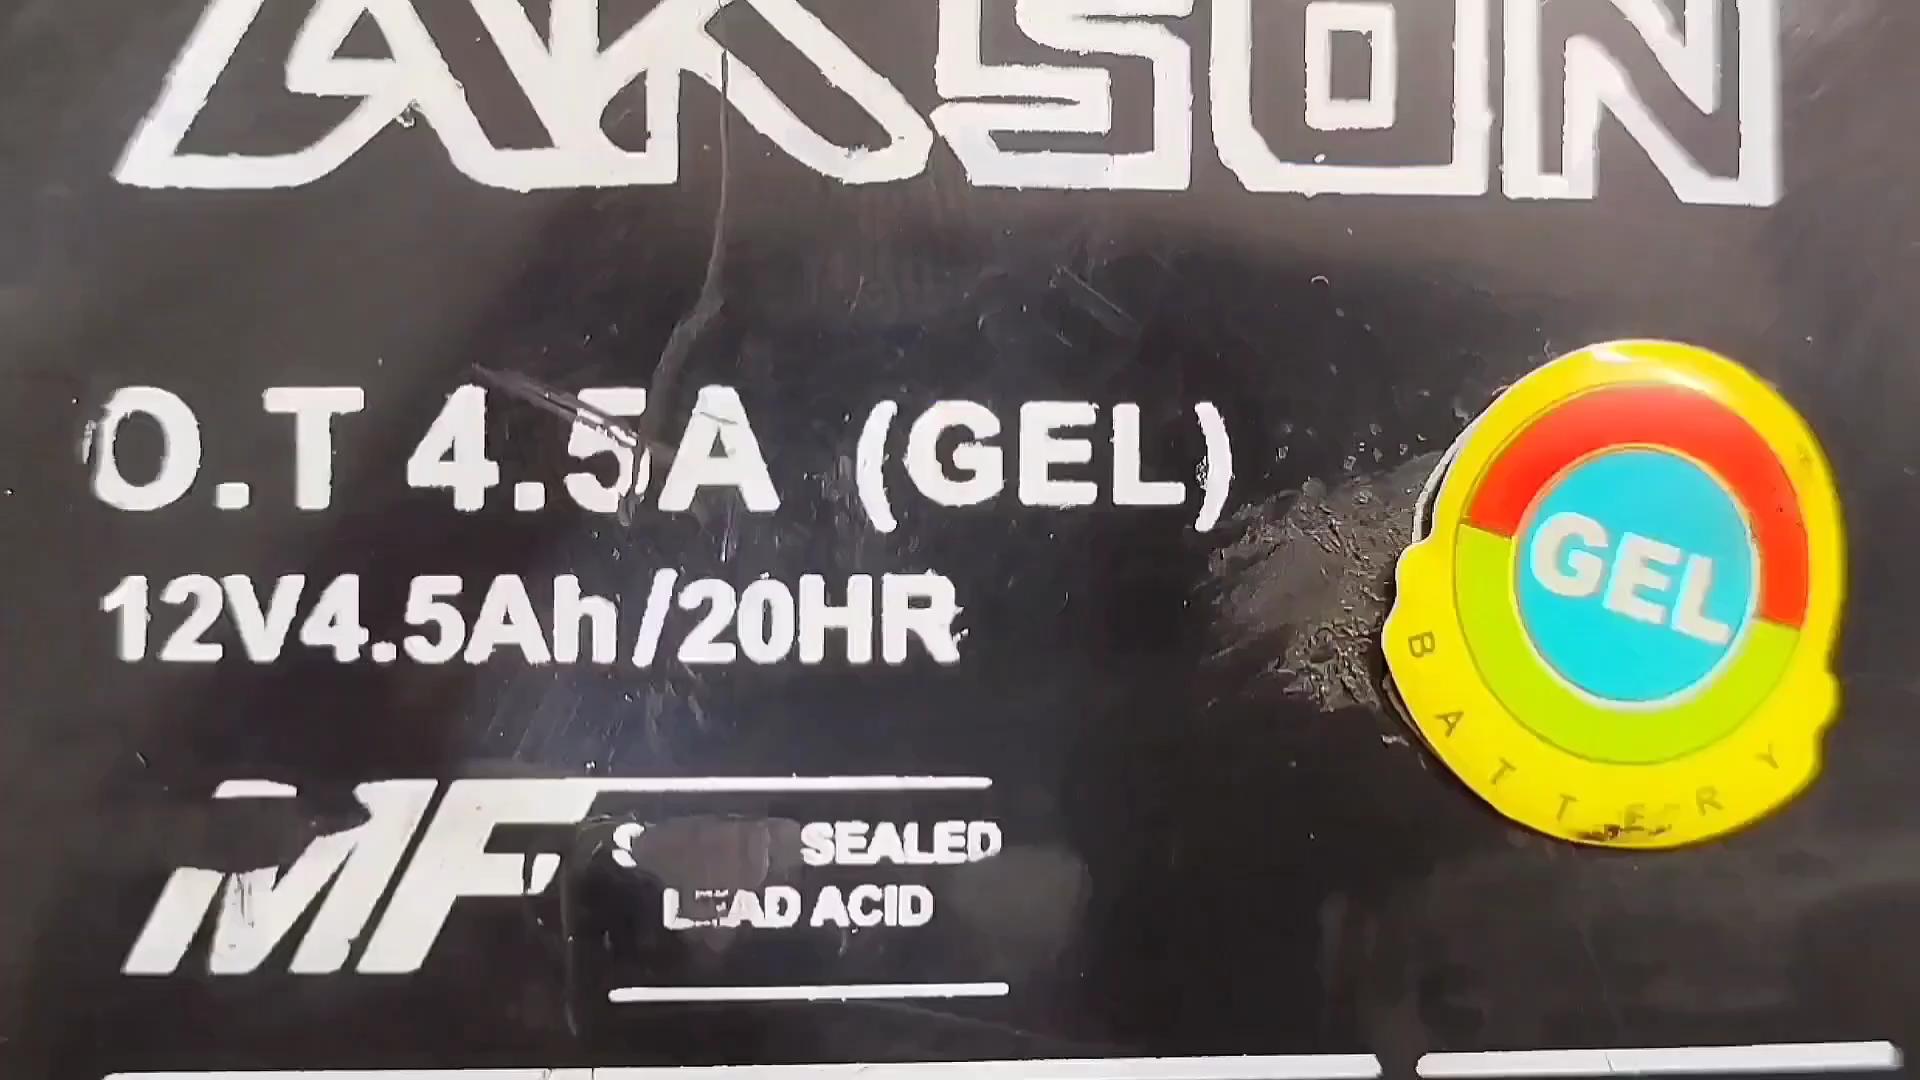 AKSON
O.T 4.5A (GEL)
12V4.5Ah/20HR
GEL
BATTERY
MF
SEALED
LEAD ACID